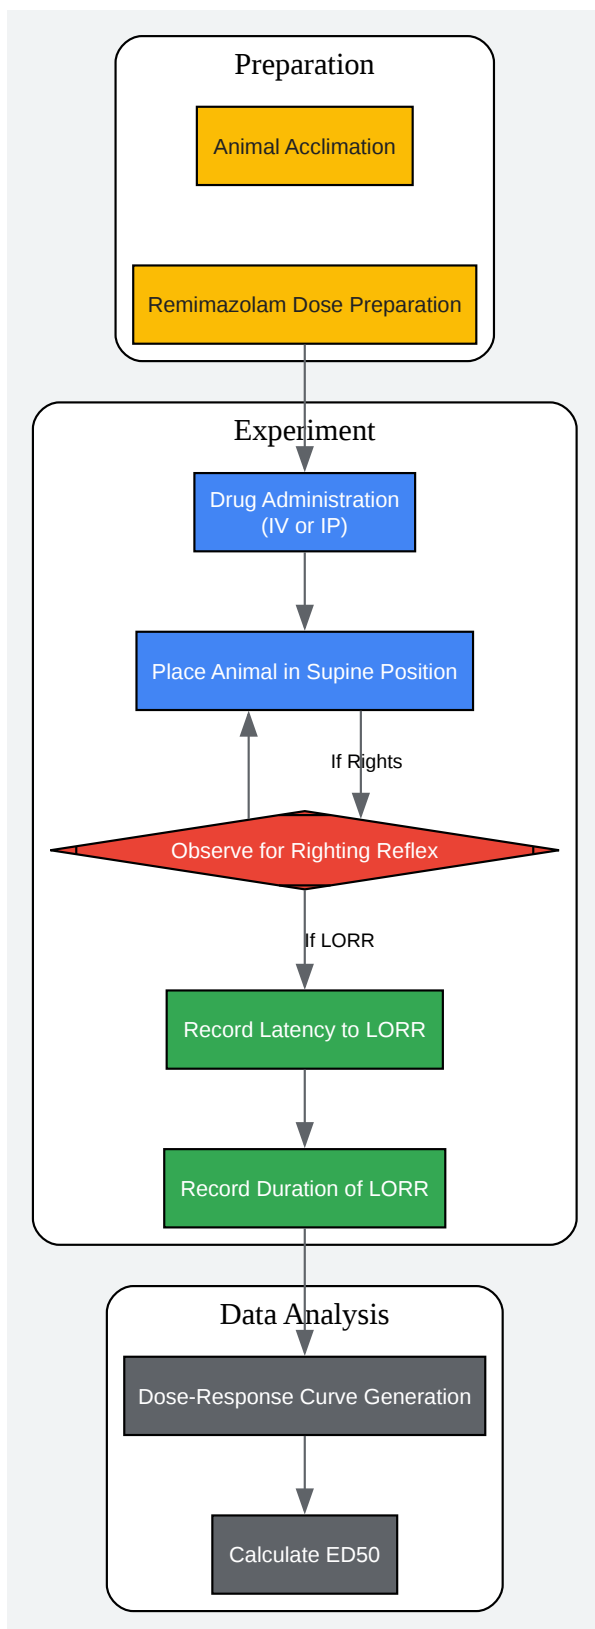 Preparation
Animal Acclimation
Remimazolam Dose Preparation
Experiment
Drug Administration
(IV or IP)
Place Animal in Supine Position
If Rights
Observe for Righting Reflex
If LORR
Record Latency to LORR
Record Duration of LORR
Data Analysis
Dose-Response Curve Generation
Calculate ED50